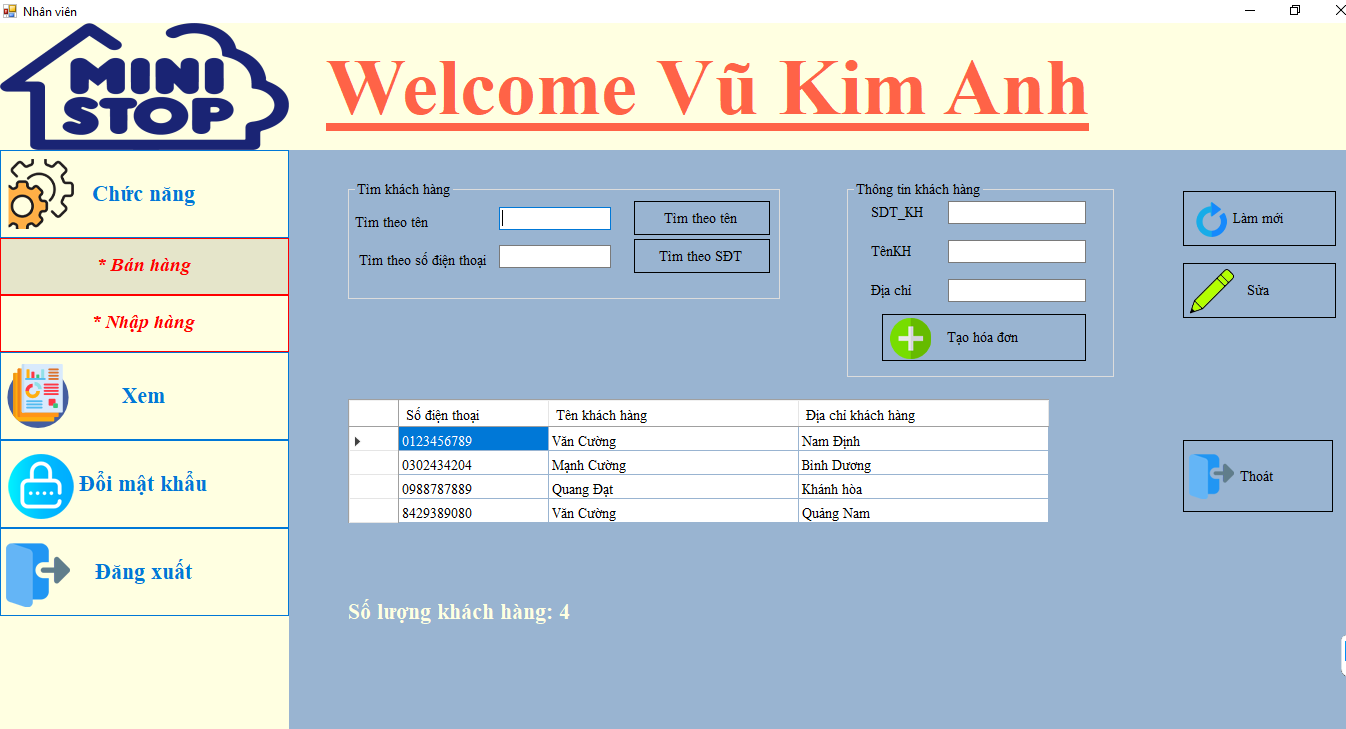 Nhân viên
MINI
STOP
Welcome Vũ Kim Anh
Chức năng
* Bán hàng
* Nhập hàng
Xem
Đổi mật khẩu
Đăng xuất
Tìm khách hàng
Tìm theo tên
Tìm theo tên
Tìm theo số điện thoại
Tìm theo SĐT
Thông tin khách hàng
SDT_KH
TênKH
Địa chỉ
Tạo hóa đơn
Làm mới
Sửa
Số điện thoại Tên khách hàng Địa chỉ khách hàng
0123456789 Văn Cường Nam Định
0302434204 Mạnh Cường Bình Dương
0988787889 Quang Đạt Khánh hòa
8429389080 Văn Cường Quảng Nam
Thoát
Số lượng khách hàng: 4